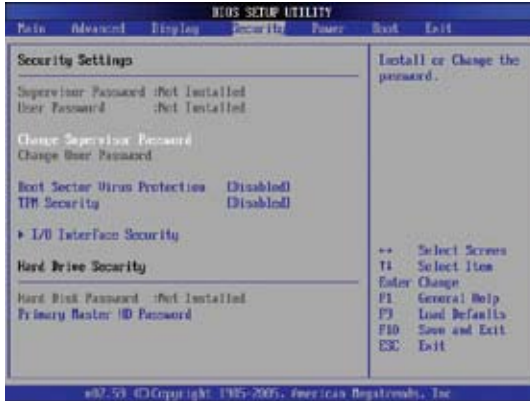 BIOS SETUP UTILITY
Main Advanced Display Security Power Boot Exit
Security Settings
Supervisor Password :Not Installed
User Password :Not Installed
Change Supervisor Password
Change User Password
Boot Sector Virus Protection [Disabled]
TPM Security [Disabled]
▸ I/O Interface Security
Hard Drive Security
Hard Disk Password :Not Installed
Primary Master HD Password
Install or Change the
password.
↔ Select Screen
↑↓ Select Item
Enter Change
F1 General Help
F9 Load Defaults
F10 Save and Exit
ESC Exit
v02.59 (C)Copyright 1985-2005, American Megatrends, Inc